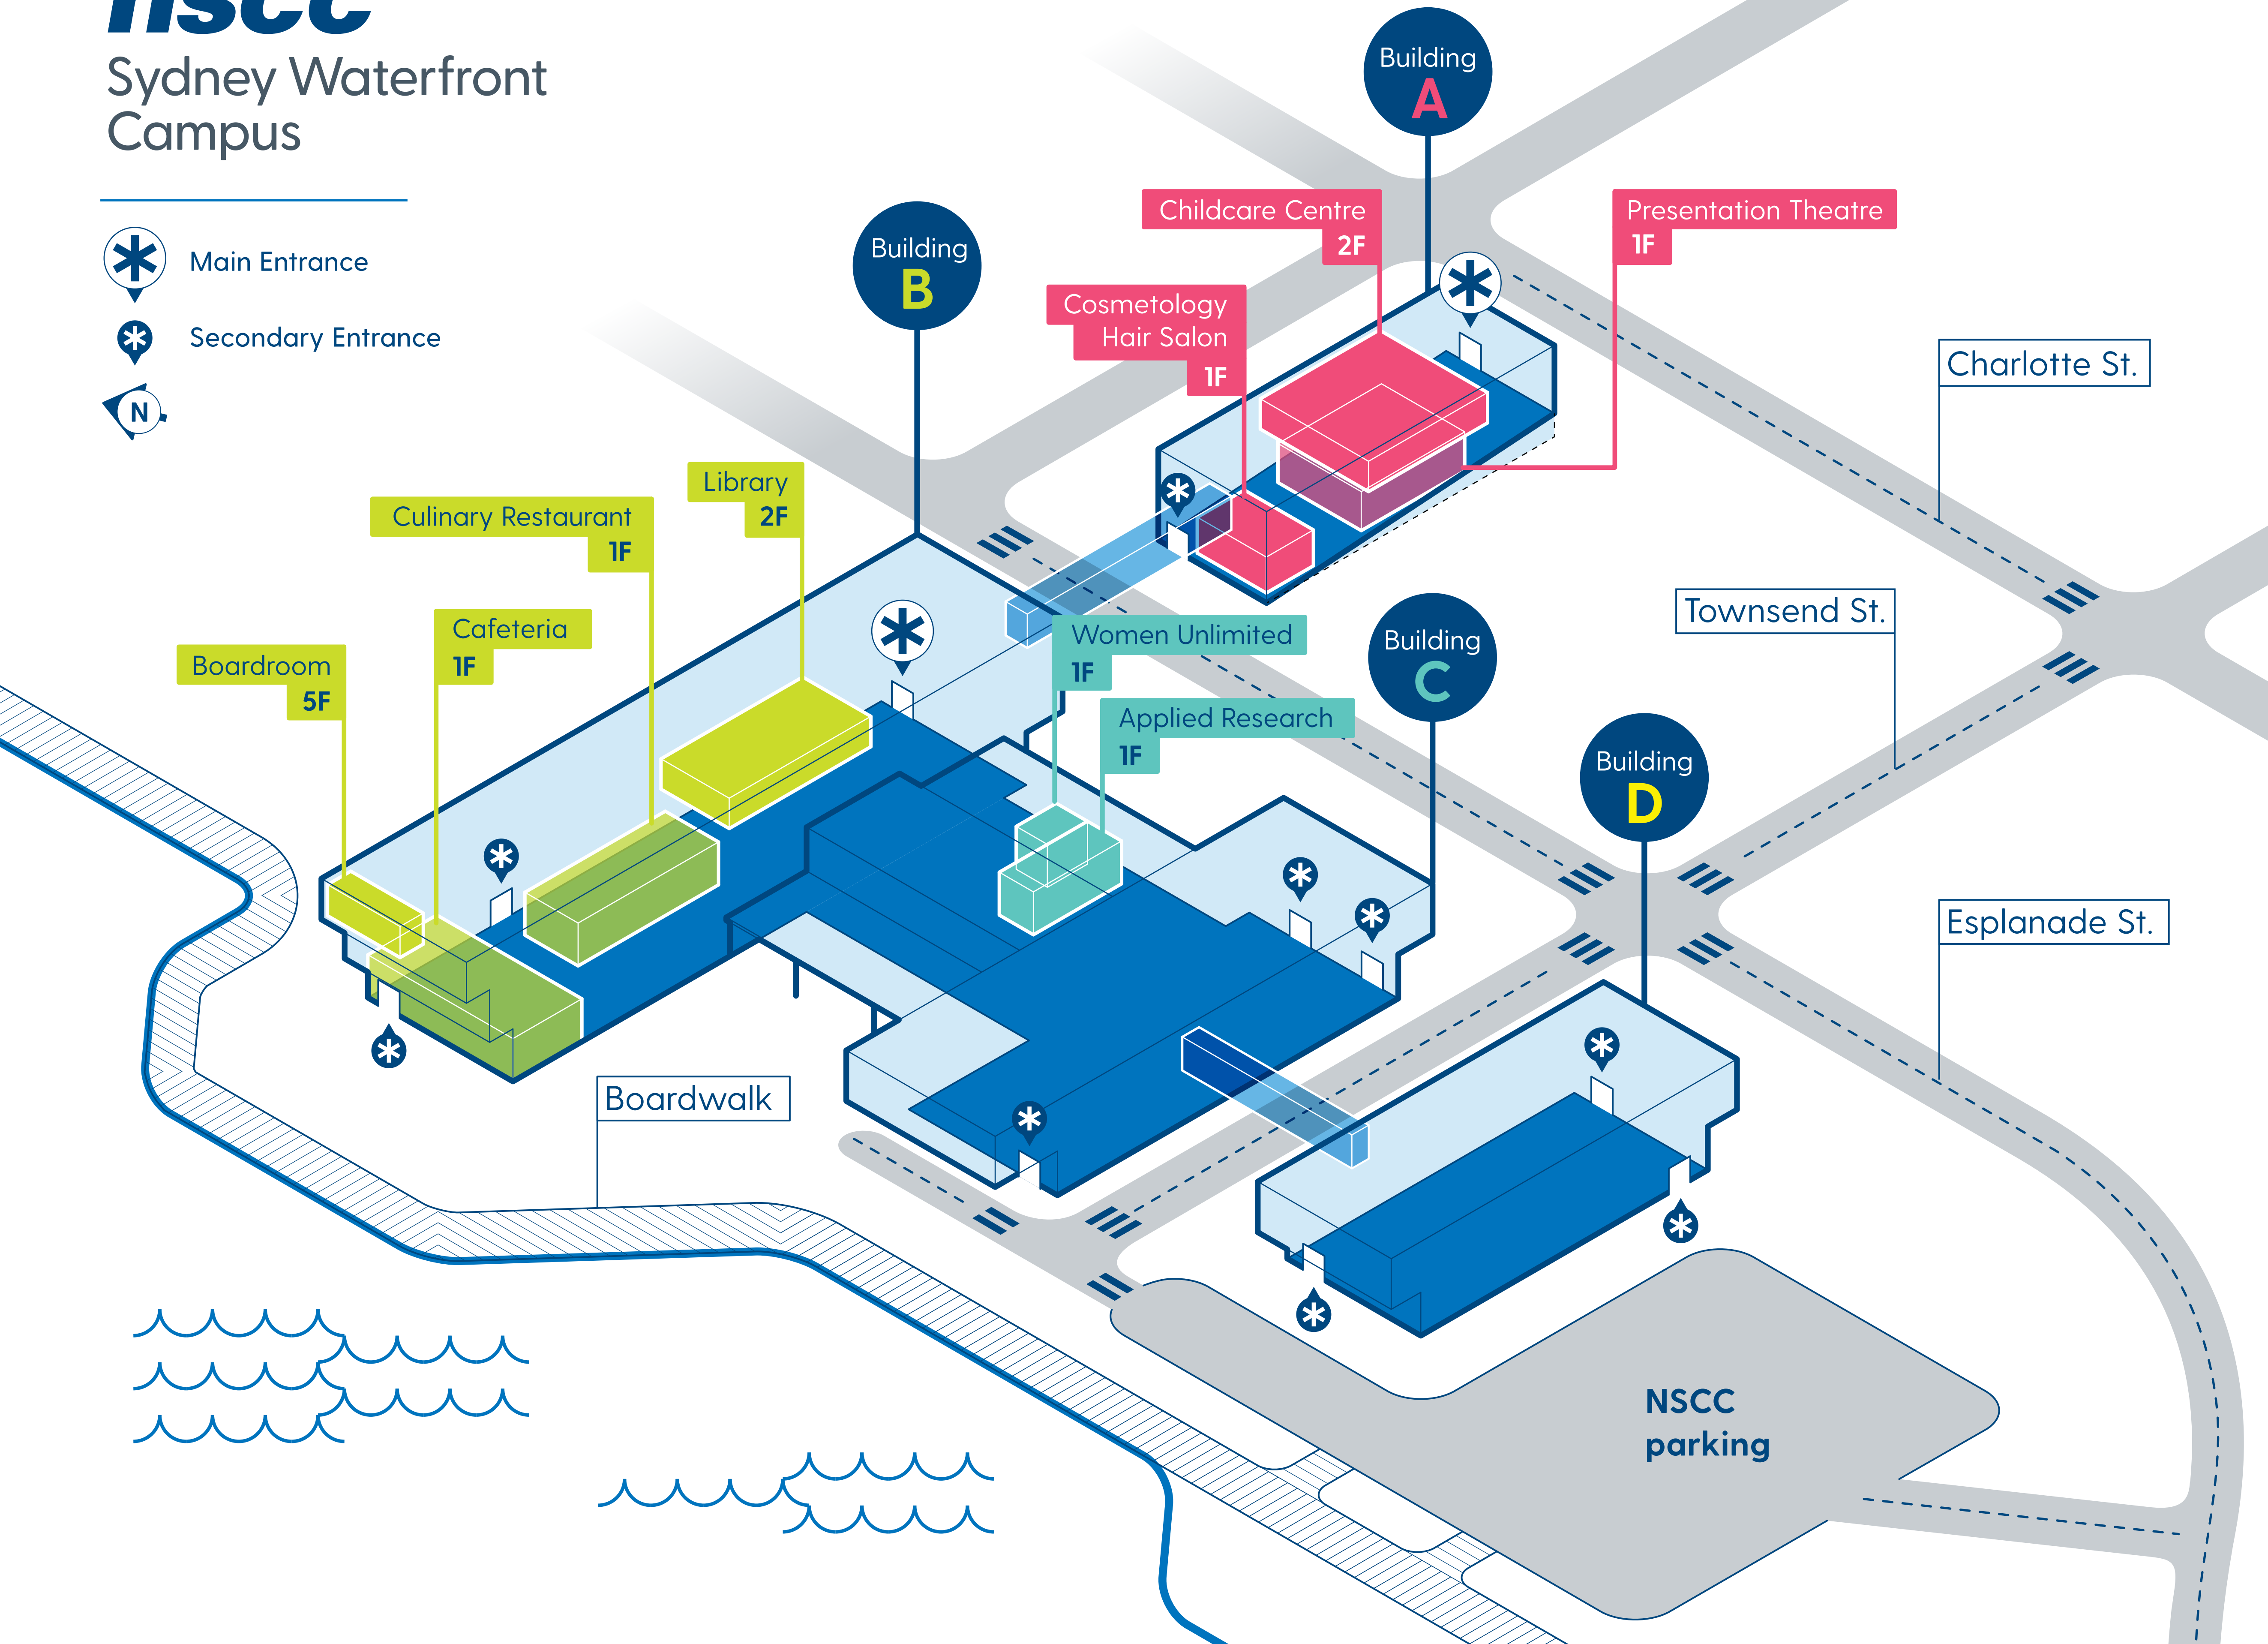 nscc
Sydney Waterfront
Campus
Main Entrance
Secondary Entrance
N
Building
A
Childcare Centre
2F
Presentation Theatre
1F
Building
B
Cosmetology
Hair Salon
1F
Charlotte St.
Library
2F
Culinary Restaurant
1F
Townsend St.
Cafeteria
1F
Women Unlimited
1F
Building
C
Boardroom
5F
Applied Research
1F
Building
D
Esplanade St.
Boardwalk
NSCC
parking